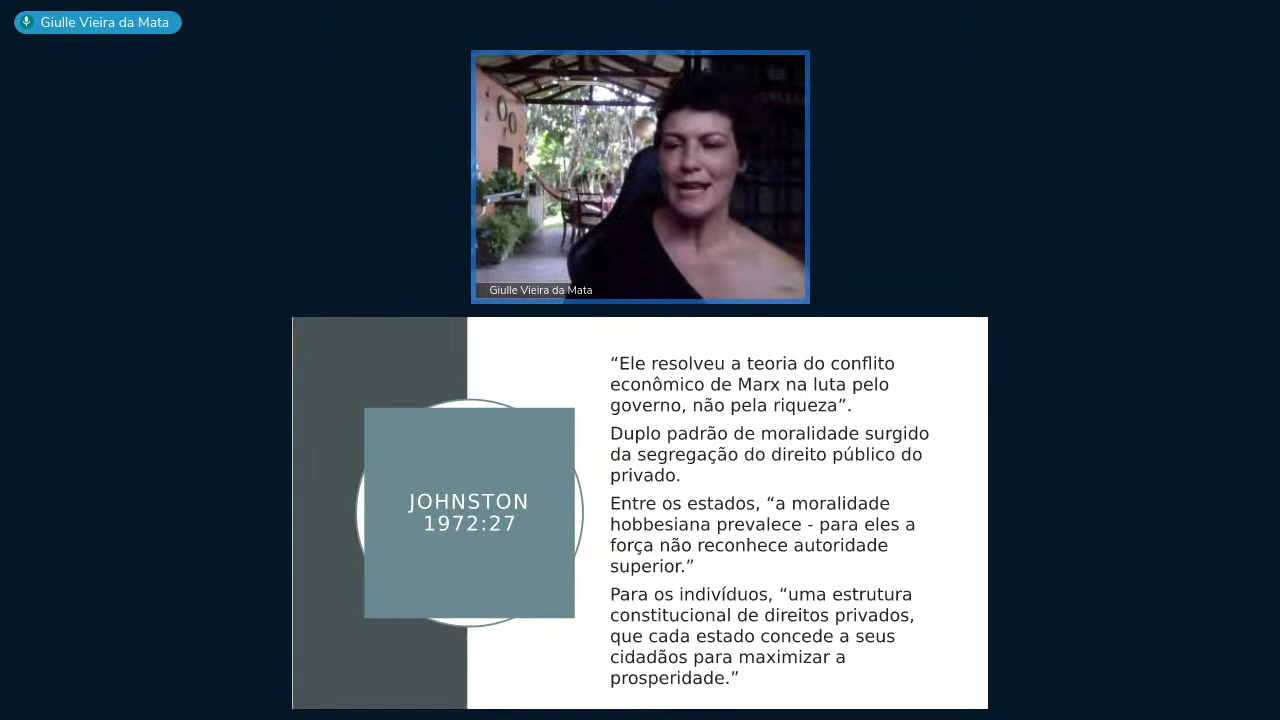 Giulle Vieira da Mata
Giulle Vieira da Mata
JOHNSTON
1972:27
“Ele resolveu a teoria do conflito
econômico de Marx na luta pelo
governo, não pela riqueza”.
Duplo padrão de moralidade surgido
da segregação do direito público do
privado.
Entre os estados, “a moralidade
hobbesiana prevalece - para eles a
força não reconhece autoridade
superior.”
Para os indivíduos, “uma estrutura
constitucional de direitos privados,
que cada estado concede a seus
cidadãos para maximizar a
prosperidade.”